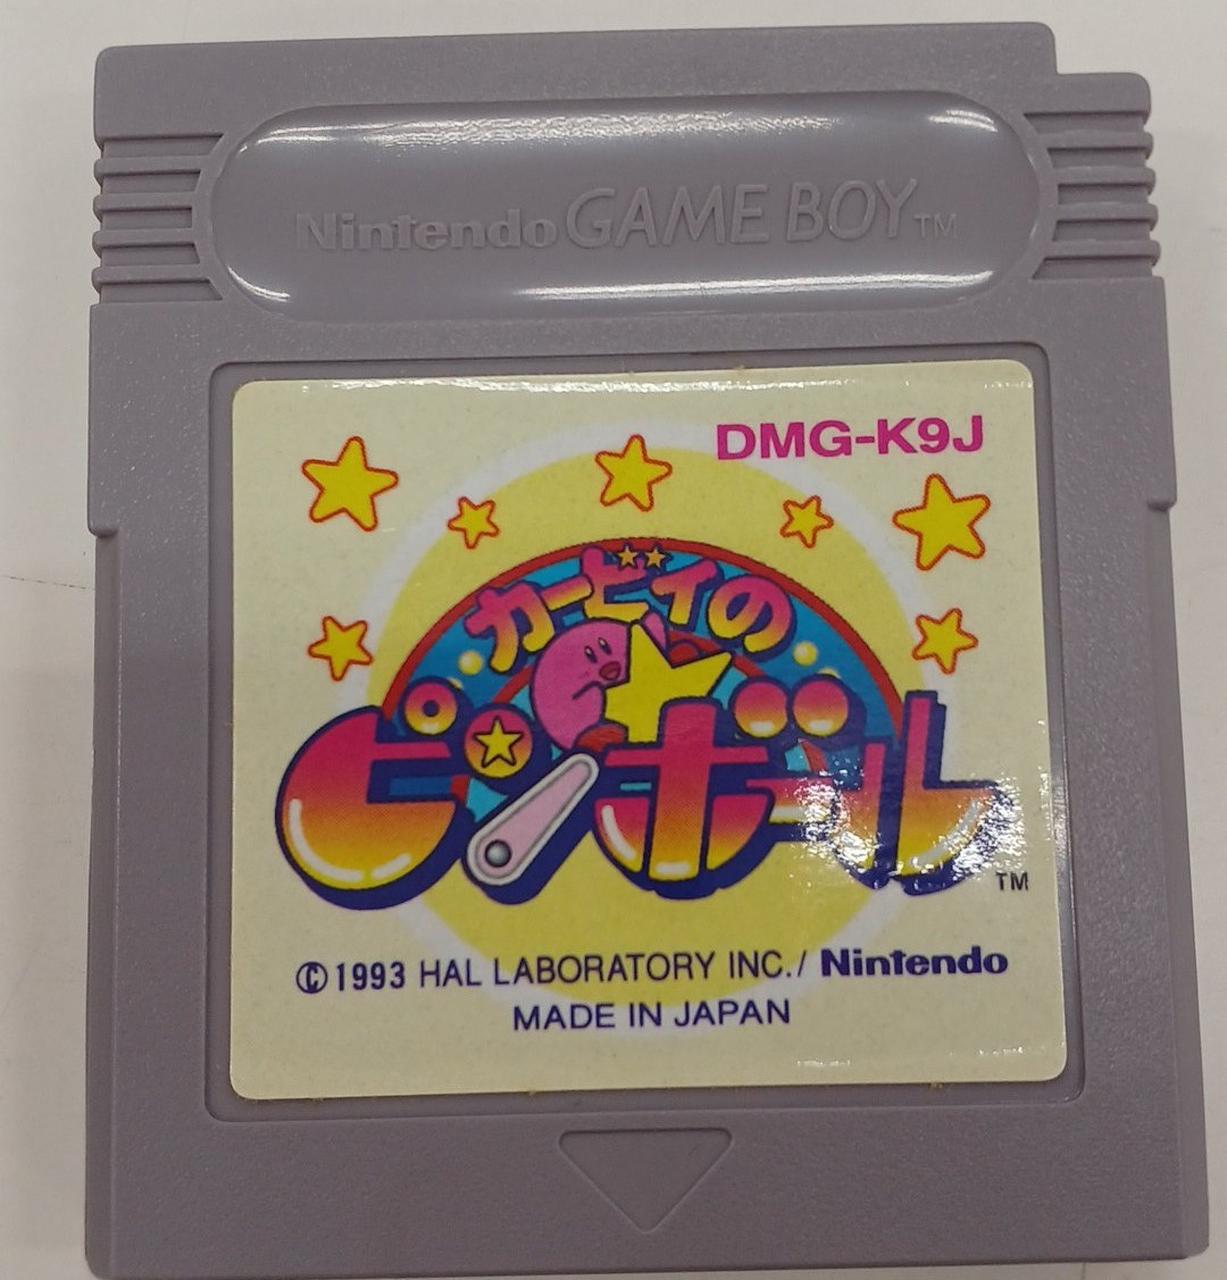 Nintendo GAME BOY™
DMG-K9J
カービィの
ピンボール
™
©1993 HAL LABORATORY INC./Nintendo
MADE IN JAPAN